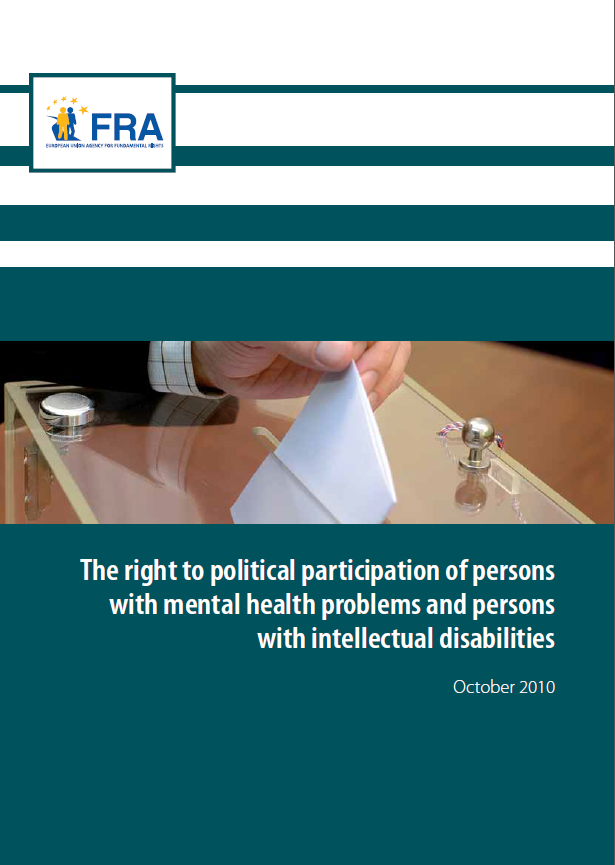 FRA
EUROPEAN UNION AGENCY FOR FUNDAMENTAL RIGHTS
The right to political participation of persons
with mental health problems and persons
with intellectual disabilities
October 2010